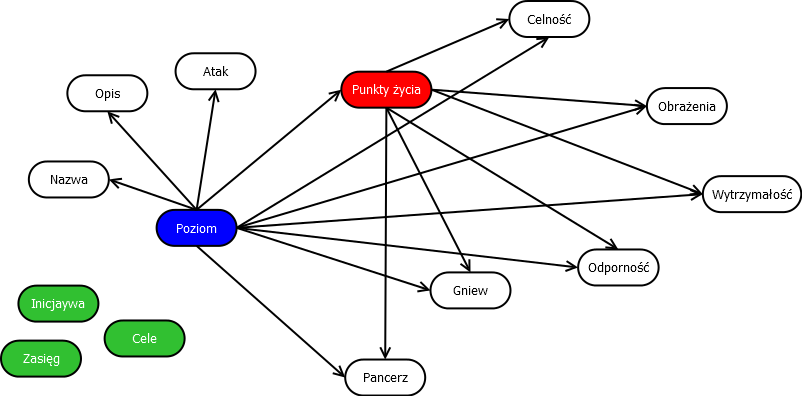 Celność
Atak
Punkty życia
Opis
Obrażenia
Nazwa
Wytrzymałość
Poziom
Odporność
Gniew
Inicjaywa
Cele
Zasięg
Pancerz